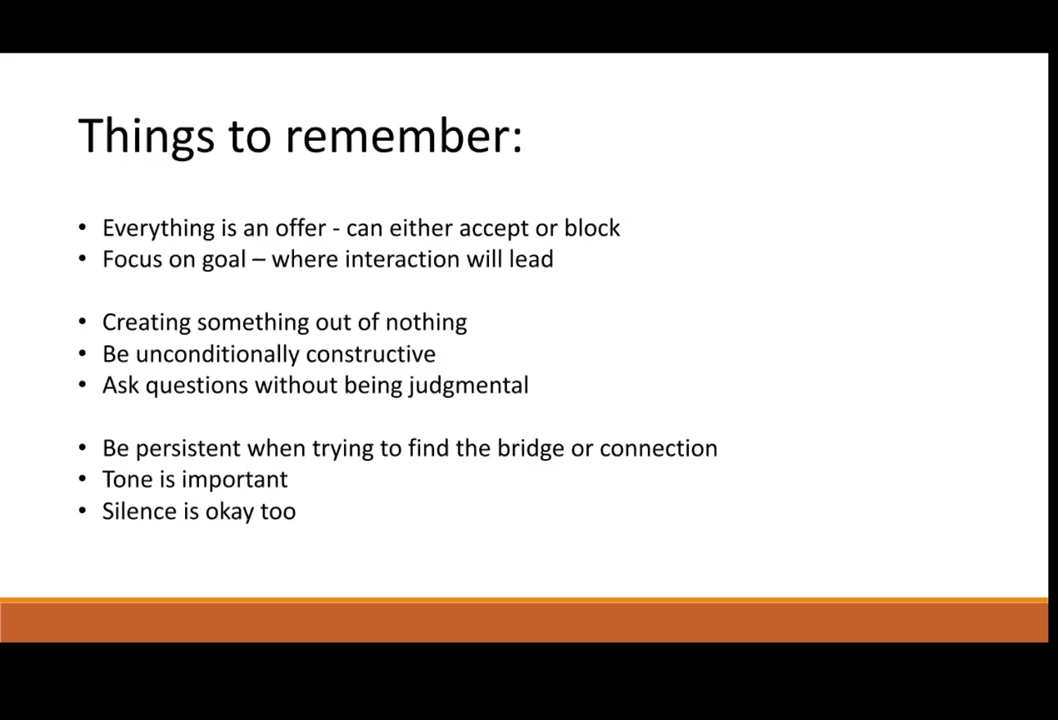 Things to remember:
• Everything is an offer - can either accept or block
• Focus on goal – where interaction will lead
• Creating something out of nothing
• Be unconditionally constructive
• Ask questions without being judgmental
• Be persistent when trying to find the bridge or connection
• Tone is important
• Silence is okay too